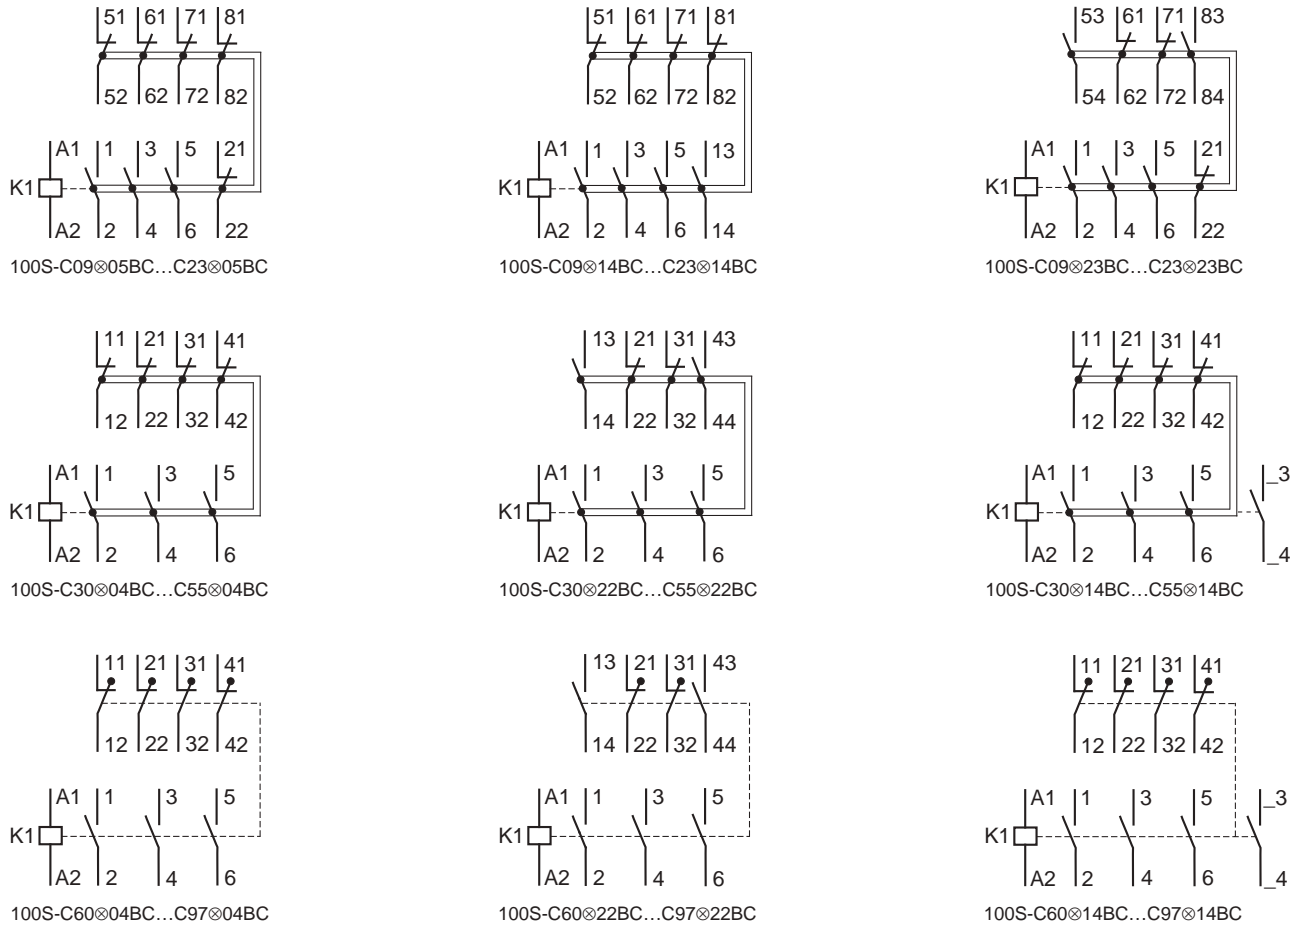 51 61 71 81
52 62 72 82
A1 1 3 5 21
K1
A2 2 4 6 22
100S-C09⊗05BC…C23⊗05BC
51 61 71 81
52 62 72 82
A1 1 3 5 13
K1
A2 2 4 6 14
100S-C09⊗14BC…C23⊗14BC
53 61 71 83
54 62 72 84
A1 1 3 5 21
K1
A2 2 4 6 22
100S-C09⊗23BC…C23⊗23BC
11 21 31 41
12 22 32 42
A1 1 3 5
K1
A2 2 4 6
100S-C30⊗04BC…C55⊗04BC
13 21 31 43
14 22 32 44
A1 1 3 5
K1
A2 2 4 6
100S-C30⊗22BC…C55⊗22BC
11 21 31 41
12 22 32 42
A1 1 3 5 _3
K1
A2 2 4 6 _4
100S-C30⊗14BC…C55⊗14BC
11 21 31 41
12 22 32 42
A1 1 3 5
K1
A2 2 4 6
100S-C60⊗04BC…C97⊗04BC
13 21 31 43
14 22 32 44
A1 1 3 5
K1
A2 2 4 6
100S-C60⊗22BC…C97⊗22BC
11 21 31 41
12 22 32 42
A1 1 3 5 _3
K1
A2 2 4 6 _4
100S-C60⊗14BC…C97⊗14BC